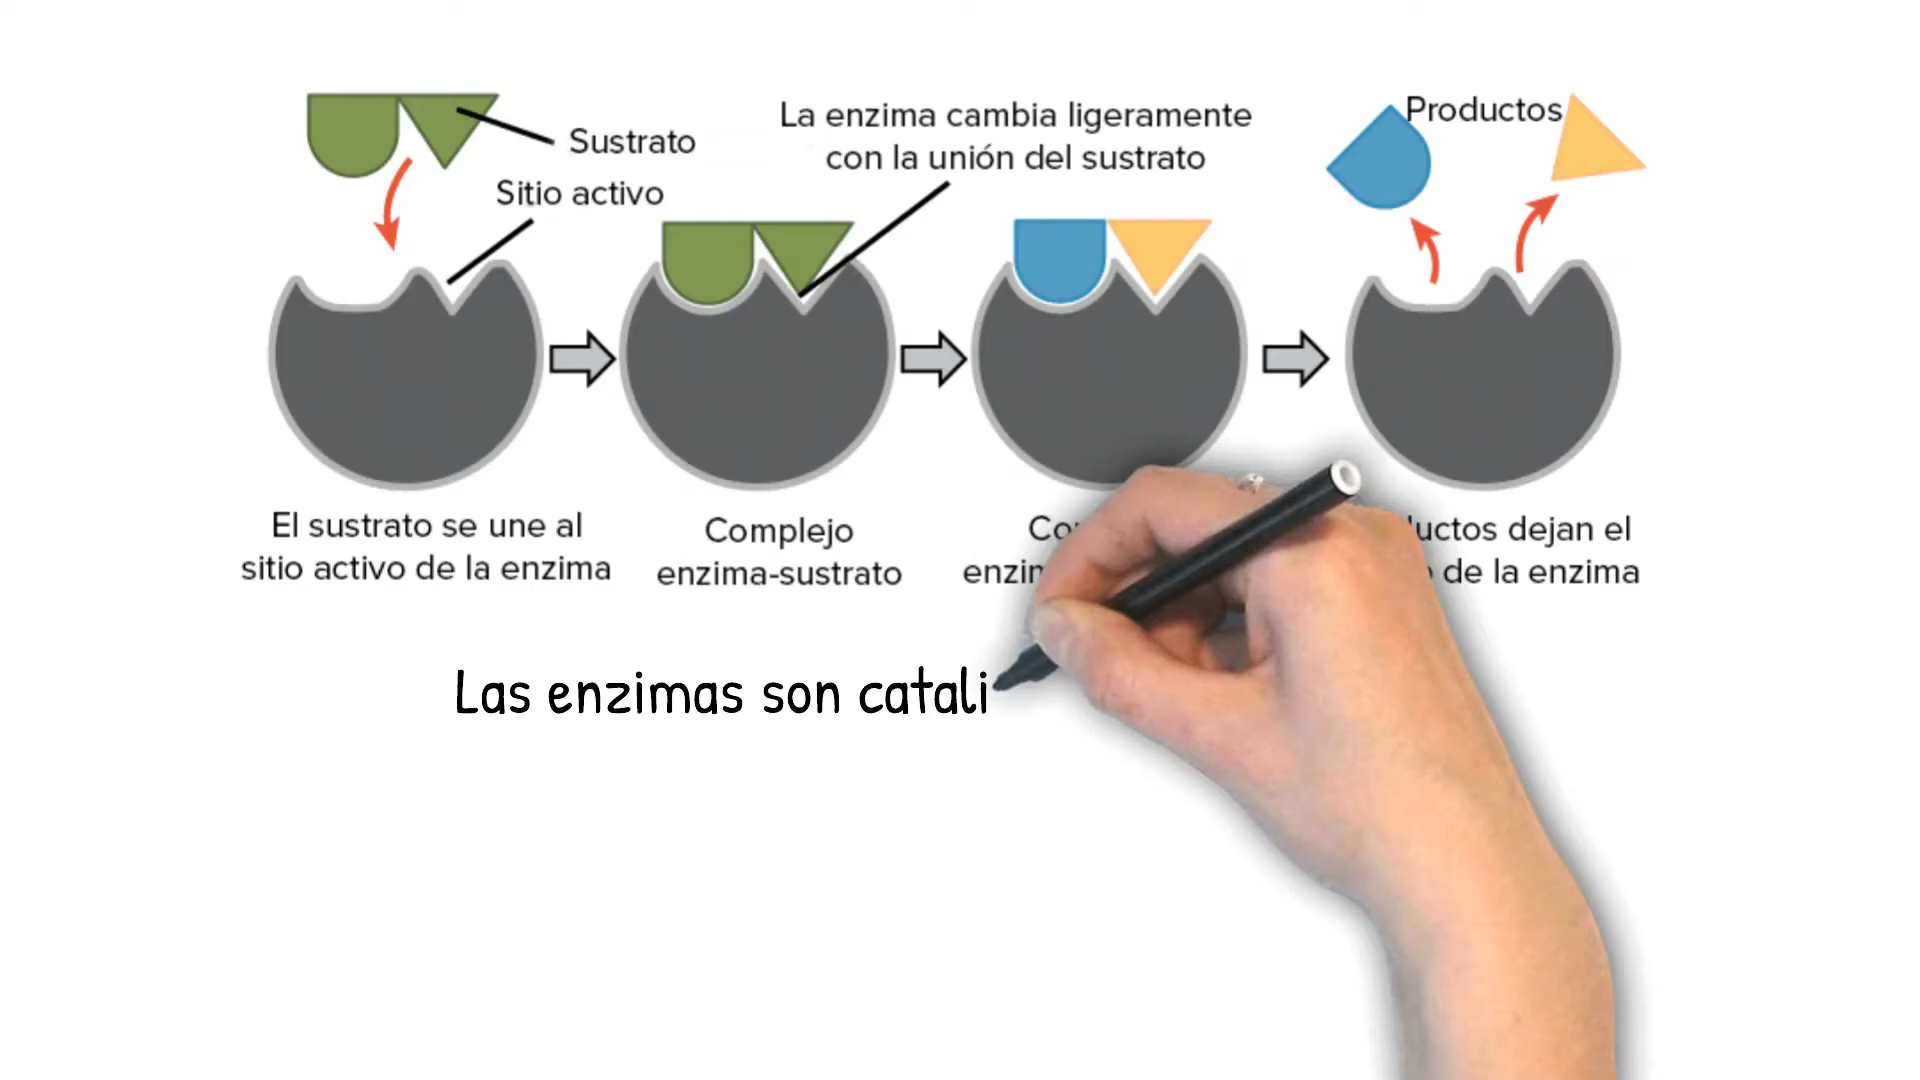 Sustrato
Sitio activo
La enzima cambia ligeramente
con la unión del sustrato
Productos
El sustrato se une al
sitio activo de la enzima
Complejo
enzima-sustrato
dejan el
de la enzima
Las enzimas son catali